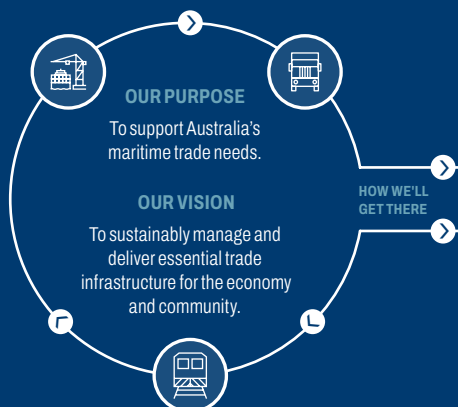 OUR PURPOSE
To support Australia's
maritime trade needs.
OUR VISION
To sustainably manage and
deliver essential trade
infrastructure for the economy
and community.
HOW WE'LL
GET THERE